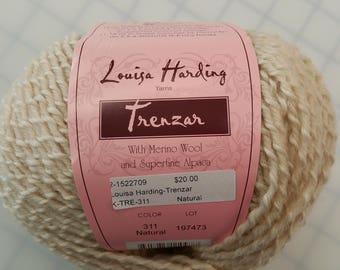 Louisa Harding
Yarns
Trenzar
With Merino Wool
and Superfine Alpaca
-1522709 $20.00
Louisa Harding-Trenzar
K-TRE-311 Natural
COLOR LOT
311 197473
Natural